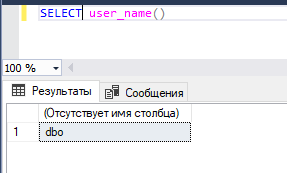 SELECT user_name()
100 %
Результаты Сообщения
(Отсутствует имя столбца)
1 dbo